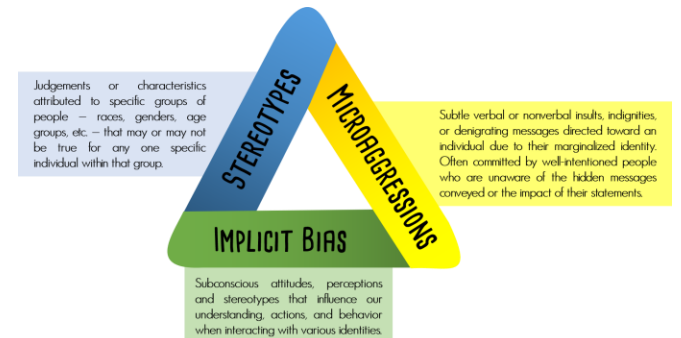 STEREOTYPES
Judgements or characteristics
attributed to specific groups of
people – races, genders, age
groups, etc. – that may or may not
be true for any one specific
individual within that group.
MICROAGGRESSIONS
Subtle verbal or nonverbal insults, indignities,
or denigrating messages directed toward an
individual due to their marginalized identity.
Often committed by well-intentioned people
who are unaware of the hidden messages
conveyed or the impact of their statements.
IMPLICIT BIAS
Subconscious attitudes, perceptions
and stereotypes that influence our
understanding, actions, and behavior
when interacting with various identities.